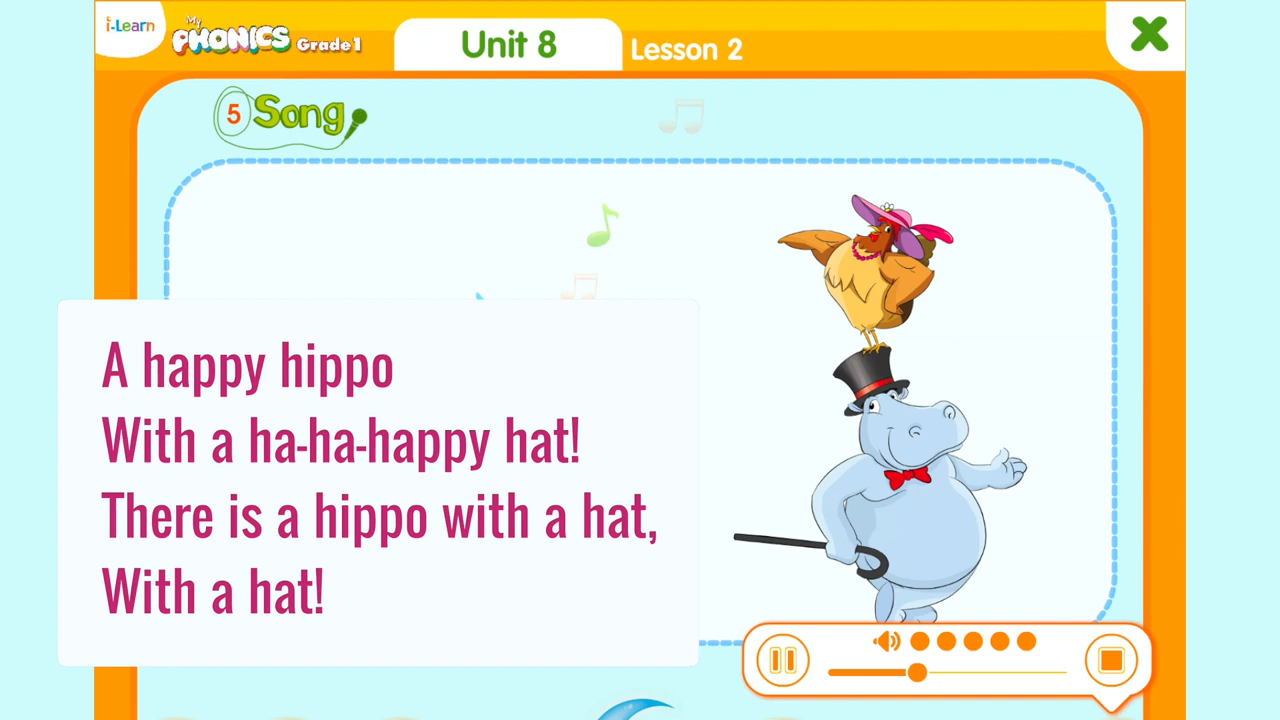 i-Learn
My
PHONICS Grade 1
Unit 8
Lesson 2
5 Song
A happy hippo
With a ha-ha-happy hat!
There is a hippo with a hat,
With a hat!